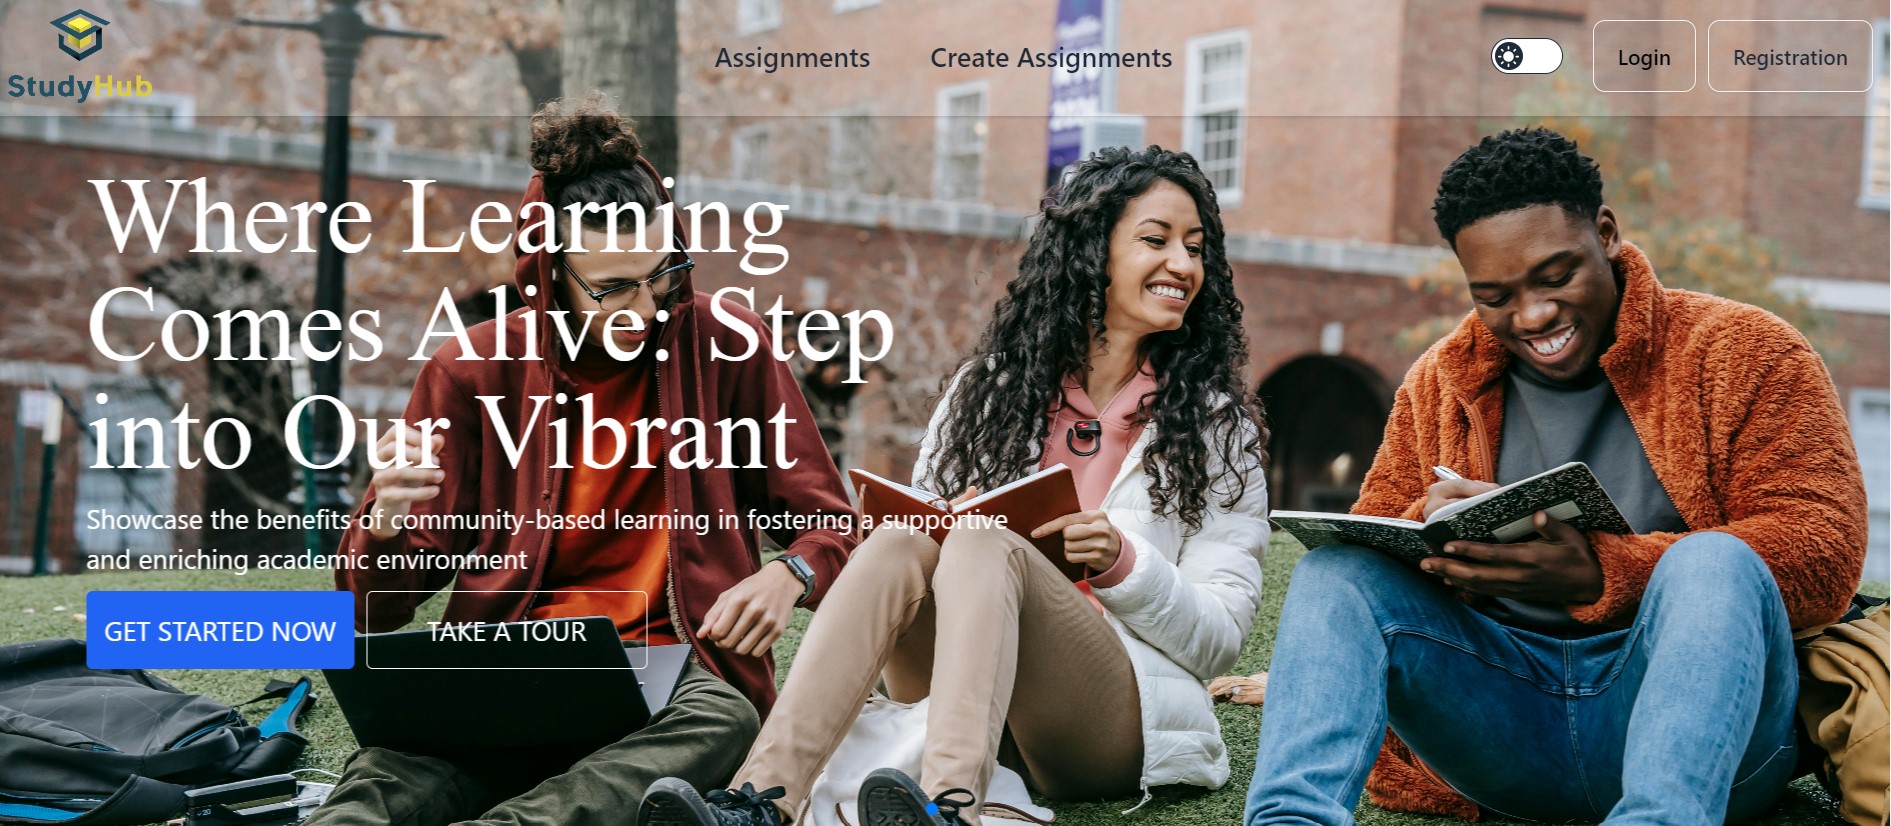 StudyHub
Assignments
Create Assignments
Login
Registration
Where Learning
Comes Alive: Step
into Our Vibrant
Showcase the benefits of community-based learning in fostering a supportive
and enriching academic environment
GET STARTED NOW
TAKE A TOUR